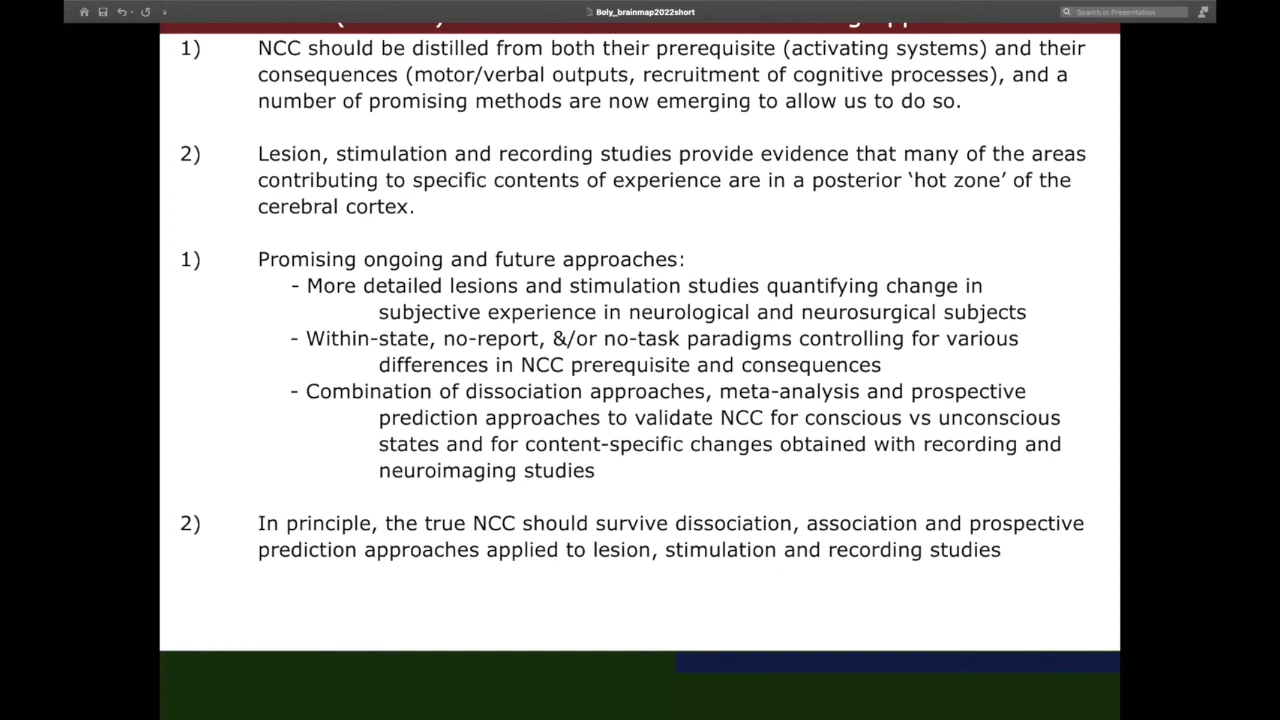 Boly_brainmap2022short
Search in Presentation
1) NCC should be distilled from both their prerequisite (activating systems) and their
consequences (motor/verbal outputs, recruitment of cognitive processes), and a
number of promising methods are now emerging to allow us to do so.
2) Lesion, stimulation and recording studies provide evidence that many of the areas
contributing to specific contents of experience are in a posterior ‘hot zone’ of the
cerebral cortex.
1) Promising ongoing and future approaches:
- More detailed lesions and stimulation studies quantifying change in
subjective experience in neurological and neurosurgical subjects
- Within-state, no-report, &/or no-task paradigms controlling for various
differences in NCC prerequisite and consequences
- Combination of dissociation approaches, meta-analysis and prospective
prediction approaches to validate NCC for conscious vs unconscious
states and for content-specific changes obtained with recording and
neuroimaging studies
2) In principle, the true NCC should survive dissociation, association and prospective
prediction approaches applied to lesion, stimulation and recording studies